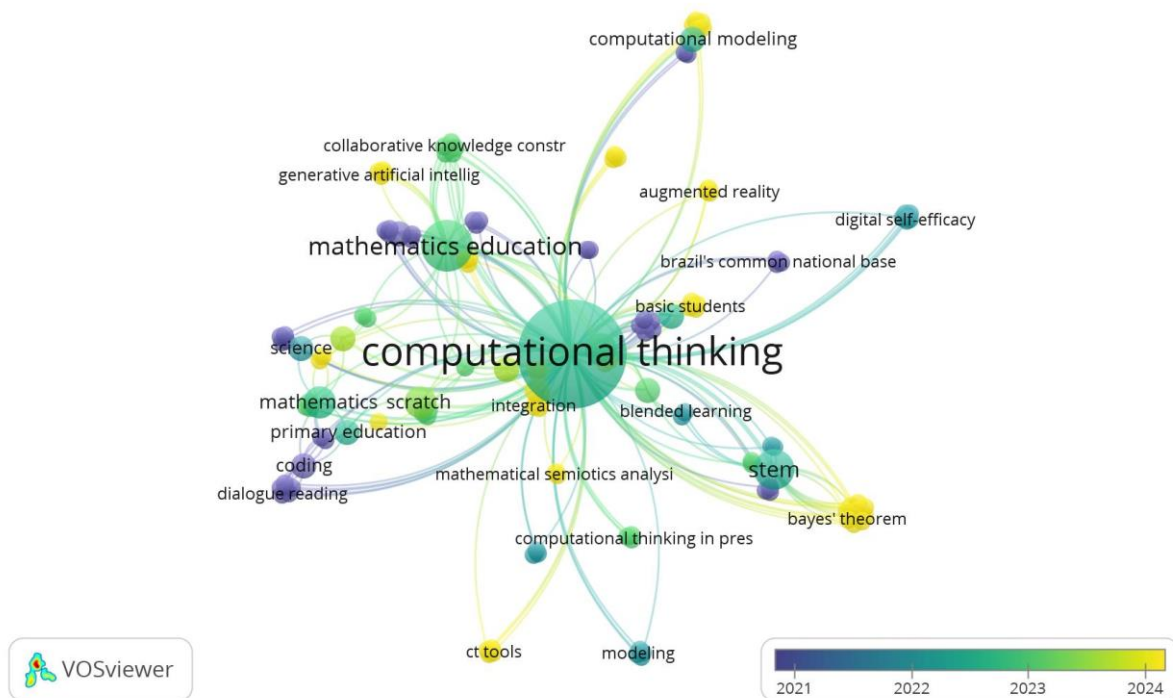 computational modeling
collaborative knowledge constr
generative artificial intellig
augmented reality
digital self-efficacy
mathematics education
brazil's common national base
basic students
science
computational thinking
mathematics
scratch
integration
blended learning
primary education
coding
mathematical semiotics analysi
stem
dialogue reading
bayes' theorem
computational thinking in pres
ct tools
modeling
VOSviewer
2021
2022
2023
2024